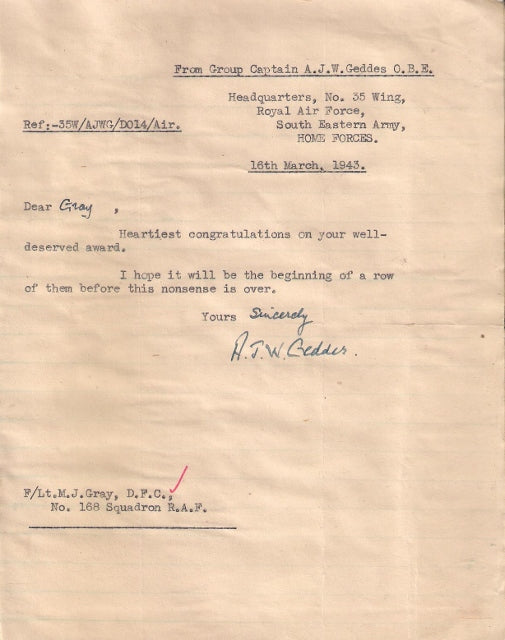 From Group Captain A.J.W.Geddes O.B.E.
Headquarters, No. 35 Wing,
Royal Air Force,
Ref:-35W/AJWG/DO14/Air.
South Eastern Army,
HOME FORCES.
16th March, 1943.
Dear Gray ,
Heartiest congratulations on your well-
deserved award.
I hope it will be the beginning of a row
of them before this nonsense is over.
Yours Sincerely
A.J.W. Geddes.
F/Lt.M.J.Gray, D.F.C.,
No. 168 Squadron R.A.F.